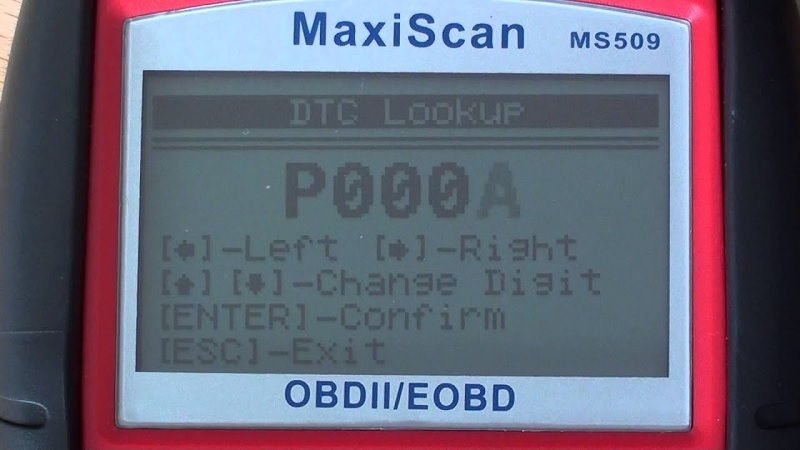 MaxiScan MS509
DTC Lookup
P000A
[←]-Left [→]-Right
[↑][↓]-Change Digit
[ENTER]-Confirm
[ESC]-Exit
OBDII/EOBD